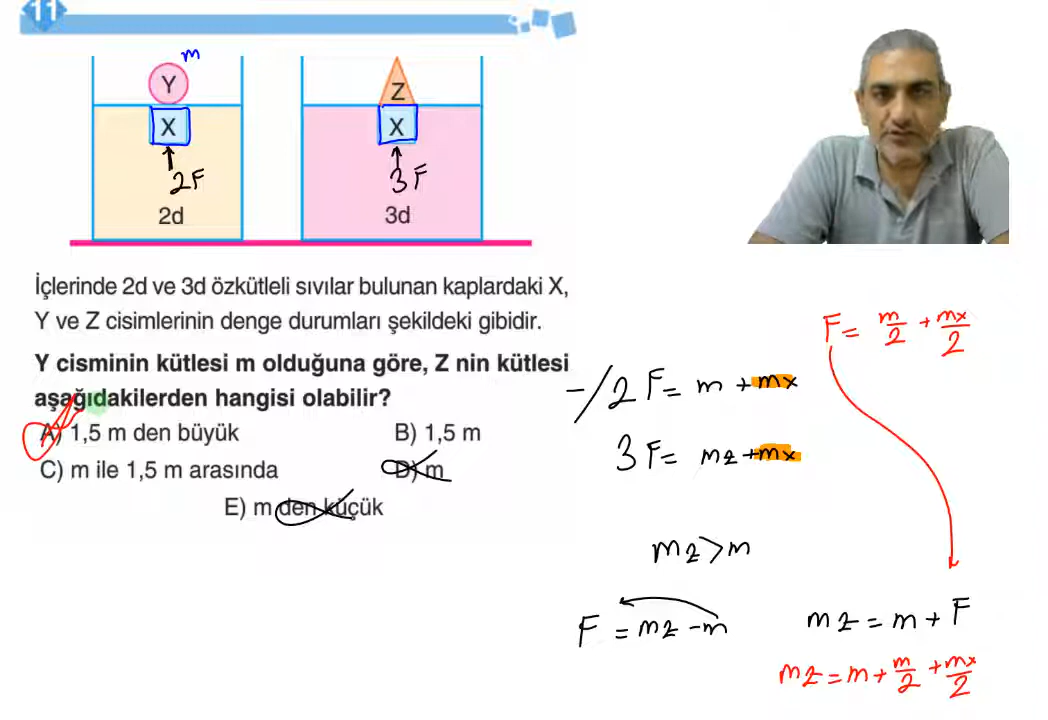 11
m
Y
Z
X
X
2F
3F
2d
3d
İçlerinde 2d ve 3d özkütleli sıvılar bulunan kaplardaki X,
Y ve Z cisimlerinin denge durumları şekildeki gibidir.
Y cisminin kütlesi m olduğuna göre, Z nin kütlesi
aşağıdakilerden hangisi olabilir?
A) 1,5 m den büyük
B) 1,5 m
C) m ile 1,5 m arasında
D) m
E) m den küçük
F = m/2 + mx/2
-/ 2F = m + mx
3F = mz + mx
mz > m
F = mz - m
mz = m + F
mz = m + m/2 + mx/2